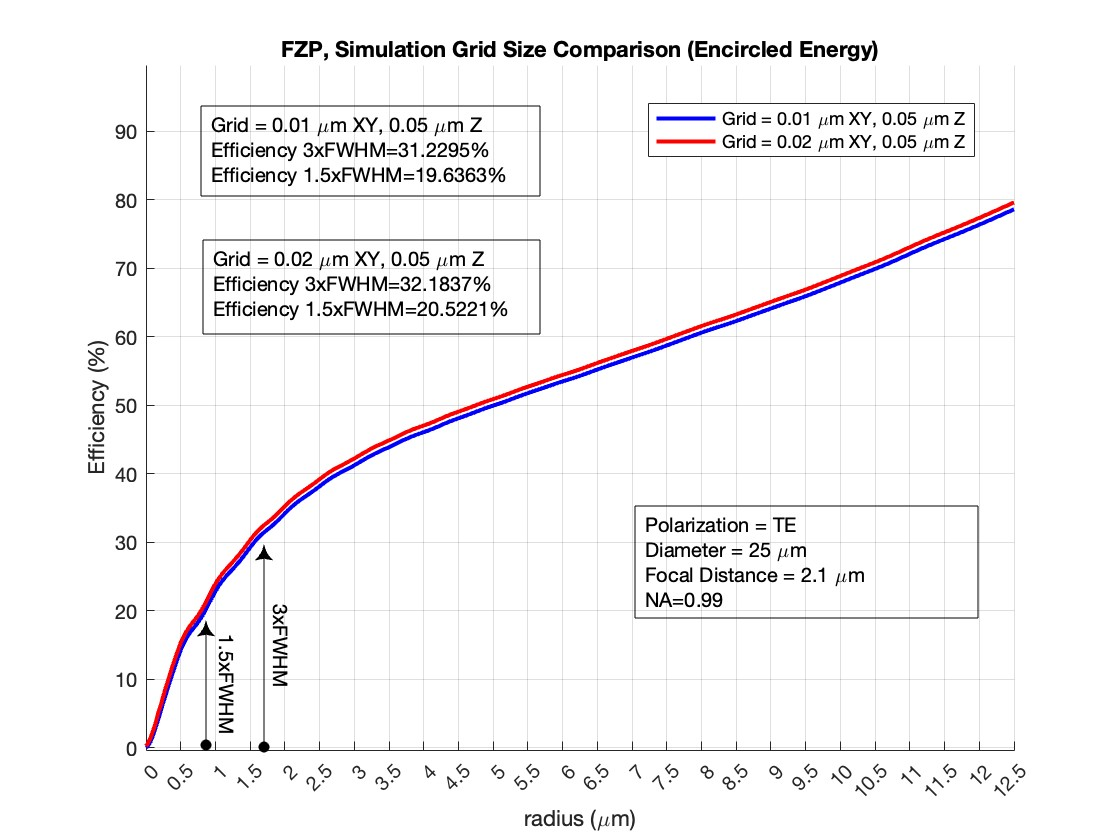 FZP, Simulation Grid Size Comparison (Encircled Energy)
Grid = 0.01 μm XY, 0.05 μm Z
Efficiency 3xFWHM=31.2295%
Efficiency 1.5xFWHM=19.6363%
Grid = 0.01 μm XY, 0.05 μm Z
Grid = 0.02 μm XY, 0.05 μm Z
Grid = 0.02 μm XY, 0.05 μm Z
Efficiency 3xFWHM=32.1837%
Efficiency 1.5xFWHM=20.5221%
Polarization = TE
Diameter = 25 μm
Focal Distance = 2.1 μm
NA=0.99
1.5xFWHM
3xFWHM
Efficiency (%)
90
80
70
60
50
40
30
20
10
0
0 0.5 1 1.5 2 2.5 3 3.5 4 4.5 5 5.5 6 6.5 7 7.5 8 8.5 9 9.5 10 10.5 11 11.5 12 12.5
radius (μm)